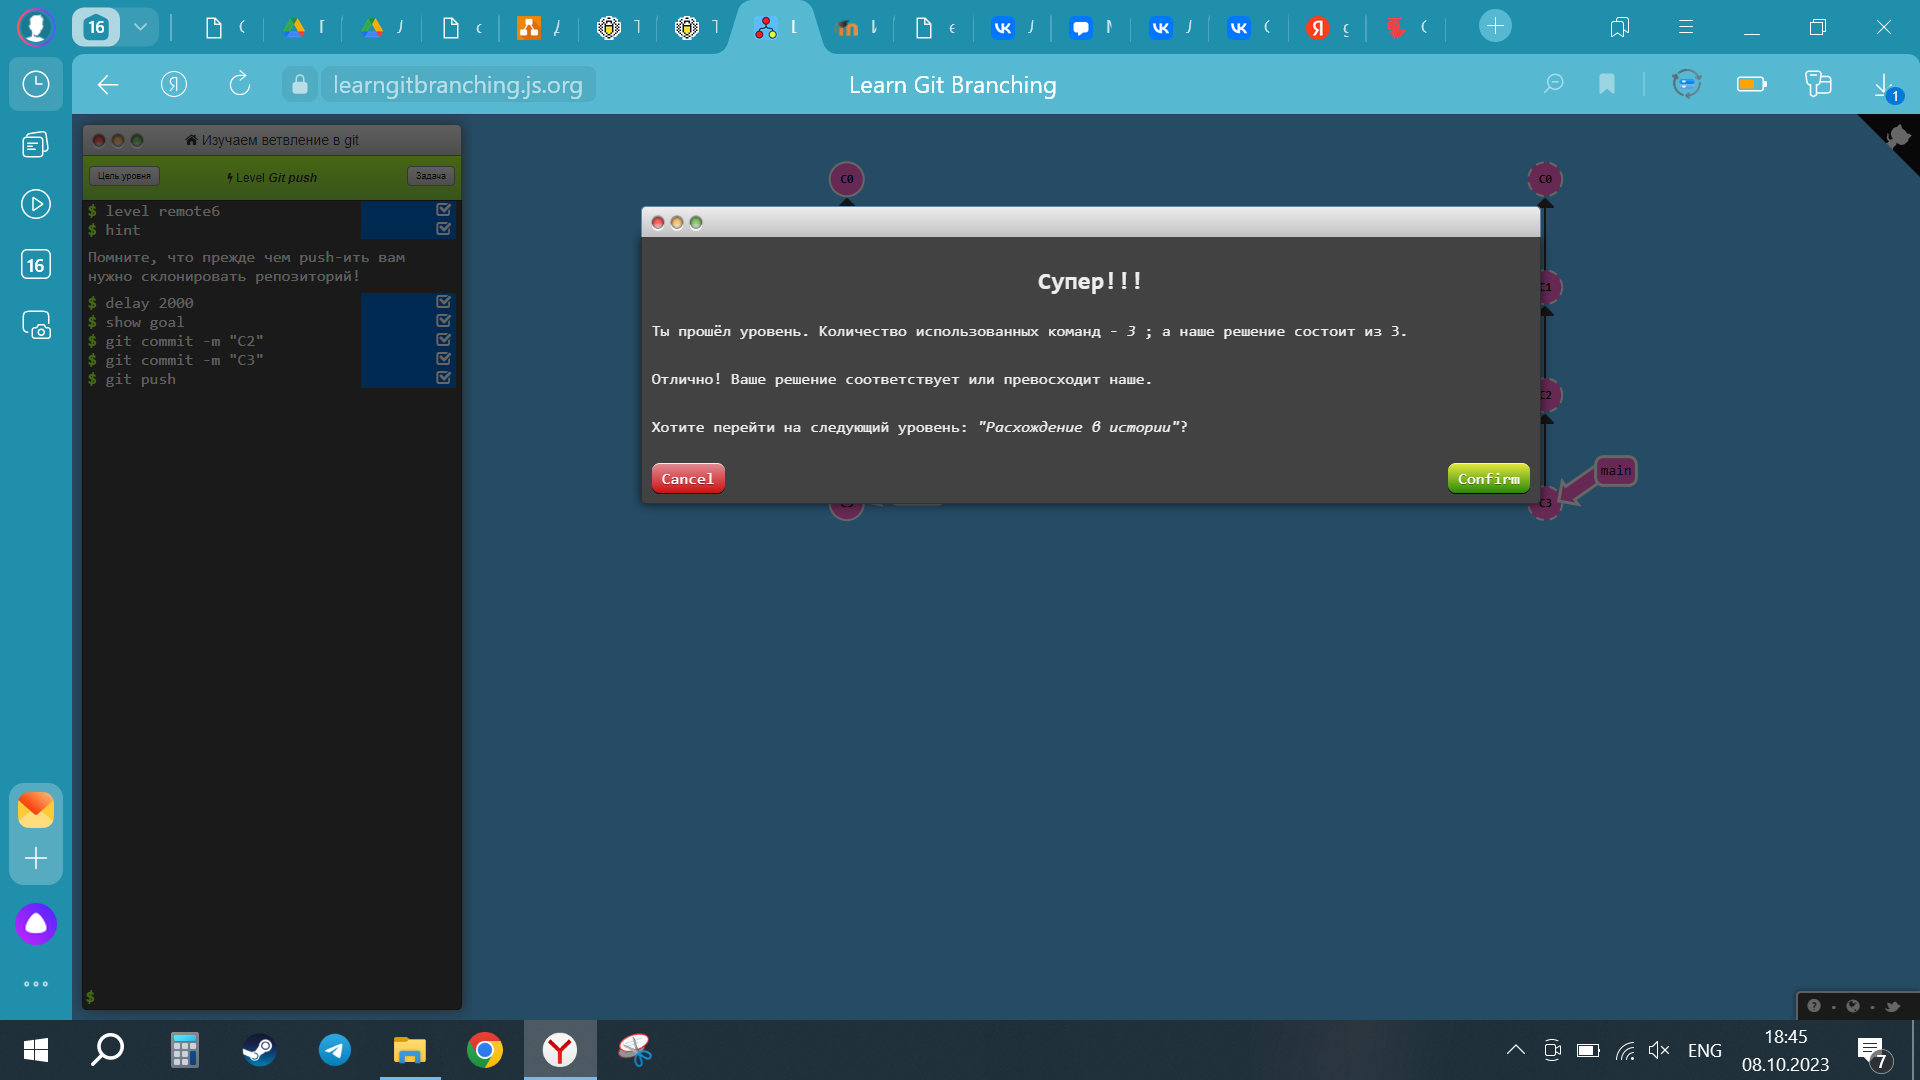 16
learngitbranching.js.org
Learn Git Branching
1
16
Изучаем ветвление в git
Цель уровня
Level Git push
Задача
$ level remote6
$ hint
Помните, что прежде чем push-ить вам
нужно склонировать репозиторий!
$ delay 2000
$ show goal
$ git commit -m "C2"
$ git commit -m "C3"
$ git push
$
C0
C0
C1
C2
main
C3
Супер!!!
Ты прошёл уровень. Количество использованных команд - 3 ; а наше решение состоит из 3.
Отлично! Ваше решение соответствует или превосходит наше.
Хотите перейти на следующий уровень: "Расхождение в истории"?
Cancel
Confirm
ENG
18:45
08.10.2023
7